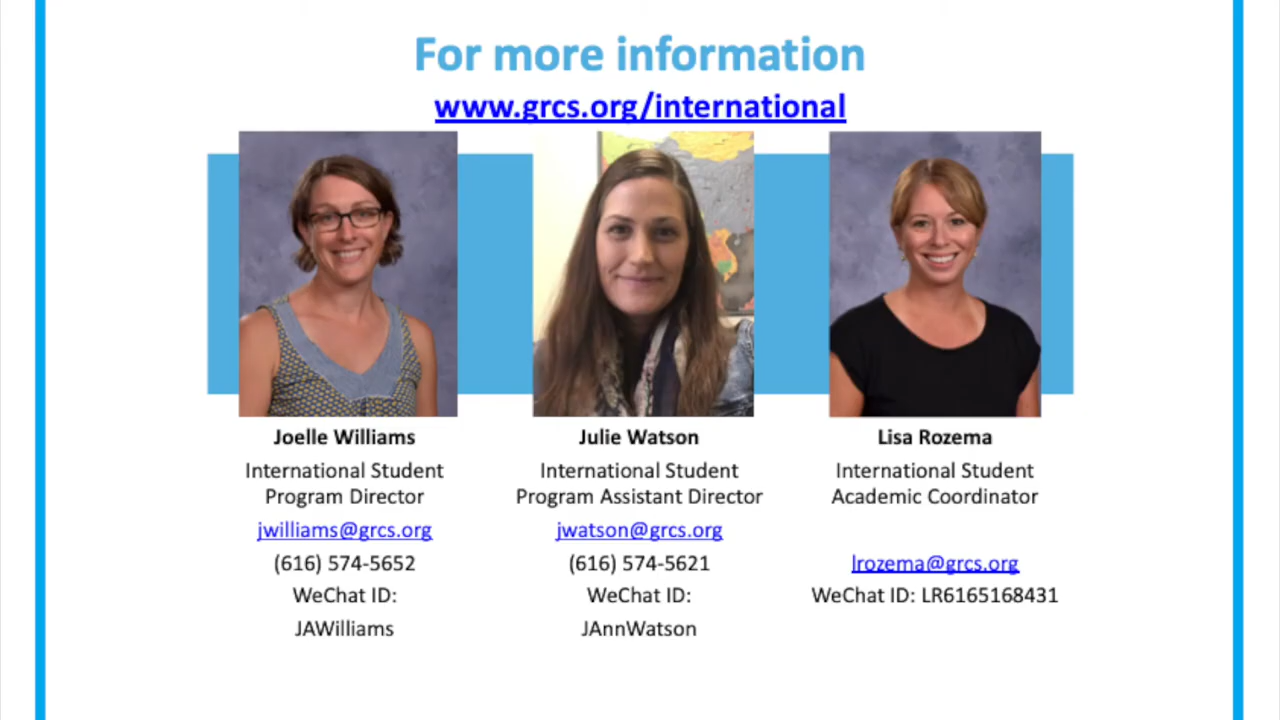 For more information
www.grcs.org/international
Joelle Williams
International Student
Program Director
jwilliams@grcs.org
(616) 574-5652
WeChat ID:
JAWilliams
Julie Watson
International Student
Program Assistant Director
jwatson@grcs.org
(616) 574-5621
WeChat ID:
JAnnWatson
Lisa Rozema
International Student
Academic Coordinator
lrozema@grcs.org
WeChat ID: LR6165168431